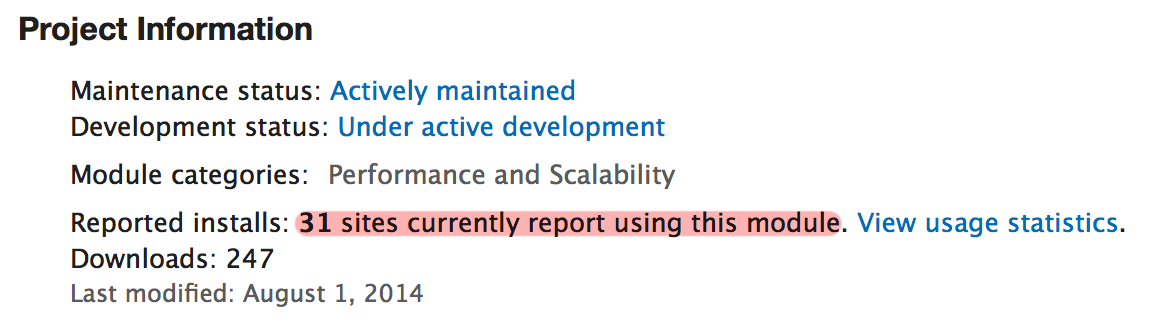 Project Information
Maintenance status: Actively maintained
Development status: Under active development
Module categories: Performance and Scalability
Reported installs: 31 sites currently report using this module. View usage statistics.
Downloads: 247
Last modified: August 1, 2014